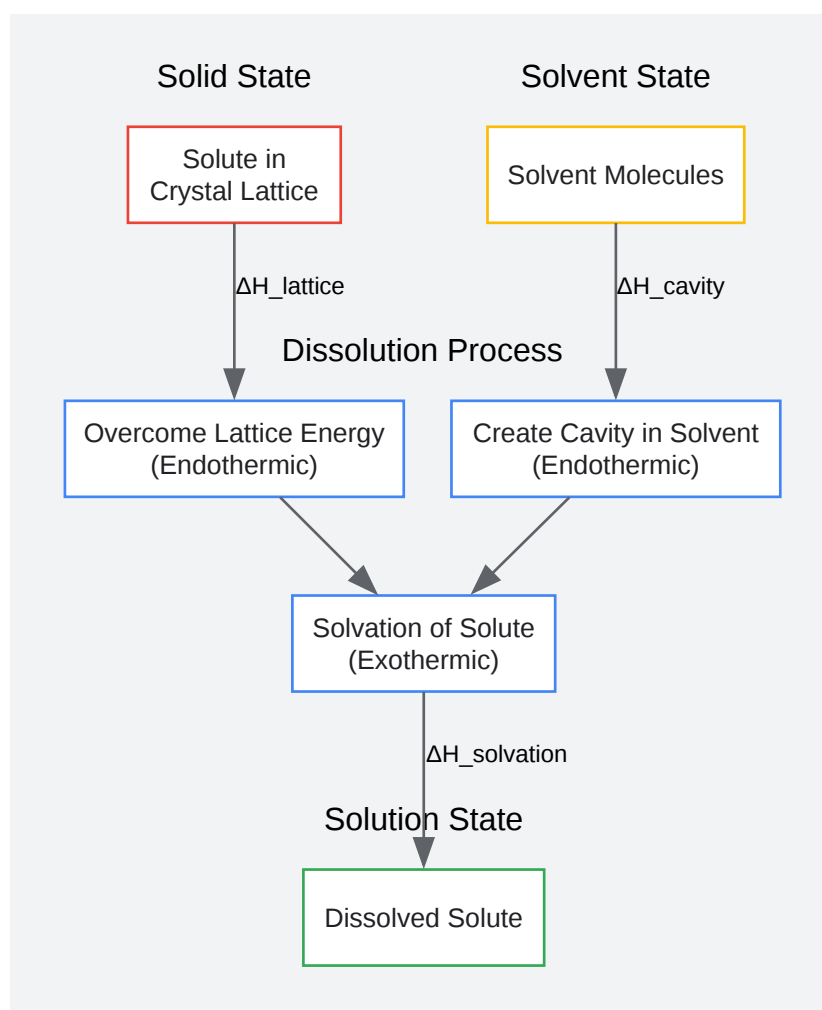 Solid State
Solvent State
Solute in
Crystal Lattice
Solvent Molecules
ΔH_lattice
ΔH_cavity
Dissolution Process
Overcome Lattice Energy
(Endothermic)
Create Cavity in Solvent
(Endothermic)
Solvation of Solute
(Exothermic)
ΔH_solvation
Solution State
Dissolved Solute